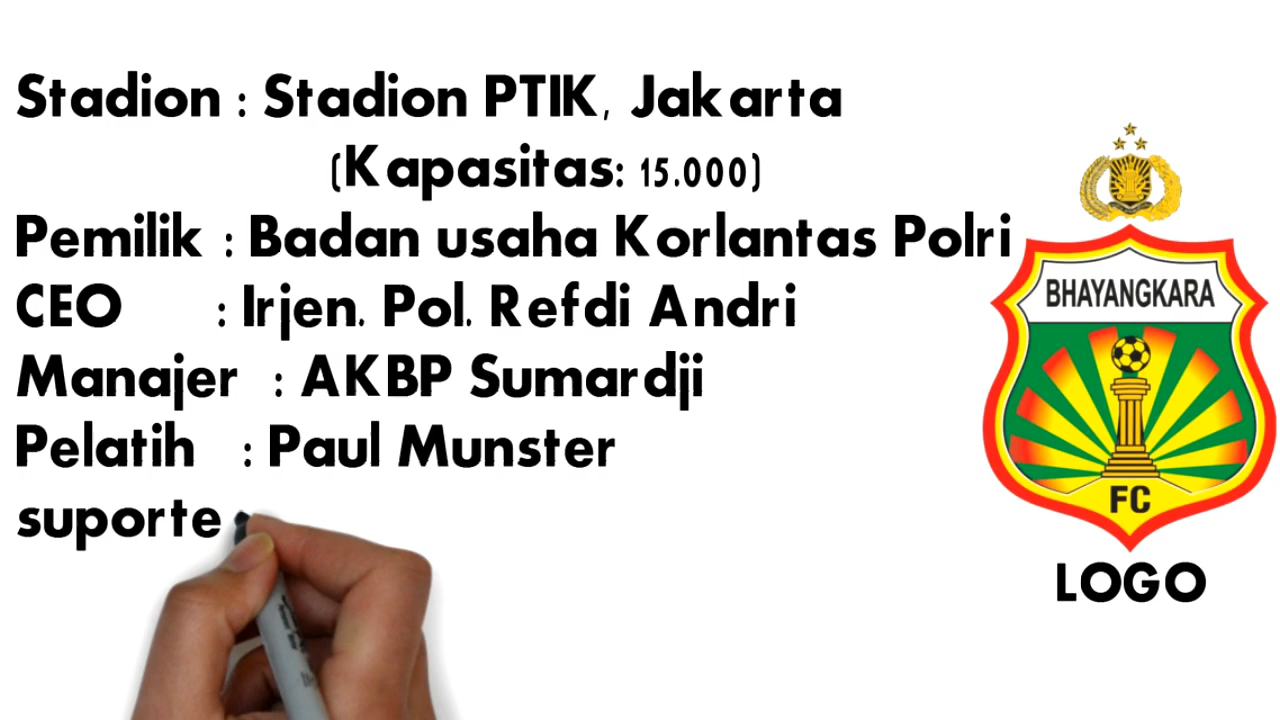 Stadion : Stadion PTIK, Jakarta
(Kapasitas: 15.000)
Pemilik : Badan usaha Korlantas Polri
CEO : Irjen. Pol. Refdi Andri
Manajer : AKBP Sumardji
Pelatih : Paul Munster
suporte
BHAYANGKARA
FC
LOGO